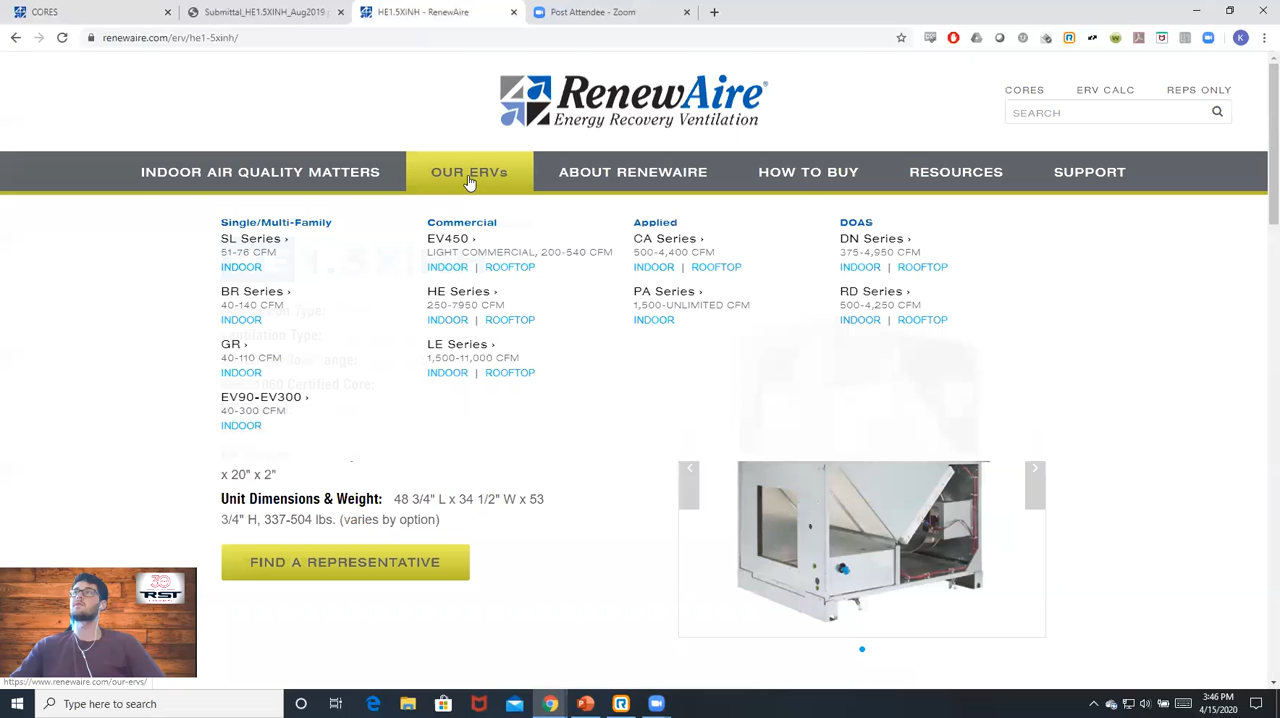 CORES
Submittal_HE1.5XINH_Aug2019
HE1.5XiNH - RenewAire
Post Attendee - Zoom
renewaire.com/erv/he1-5xinh/
RenewAire®
Energy Recovery Ventilation
CORES ERV CALC REPS ONLY
SEARCH
INDOOR AIR QUALITY MATTERS OUR ERVs ABOUT RENEWAIRE HOW TO BUY RESOURCES SUPPORT
Single/Multi-Family
SL Series ›
51-76 CFM
INDOOR
BR Series ›
40-140 CFM
INDOOR
GR ›
40-110 CFM
INDOOR
EV90-EV300 ›
40-300 CFM
INDOOR
Commercial
EV450 ›
LIGHT COMMERCIAL, 200-540 CFM
INDOOR | ROOFTOP
HE Series ›
250-7950 CFM
INDOOR | ROOFTOP
LE Series ›
1,500-11,000 CFM
INDOOR | ROOFTOP
Applied
CA Series ›
500-4,400 CFM
INDOOR | ROOFTOP
PA Series ›
1,500-UNLIMITED CFM
INDOOR
DOAS
DN Series ›
375-4,950 CFM
INDOOR | ROOFTOP
RD Series ›
500-4,250 CFM
INDOOR | ROOFTOP
x 20" x 2"
Unit Dimensions & Weight: 48 3/4" L x 34 1/2" W x 53
3/4" H, 337-504 lbs. (varies by option)
FIND A REPRESENTATIVE
30
RST
https://www.renewaire.com/our-ervs/
Type here to search
3:46 PM
4/15/2020